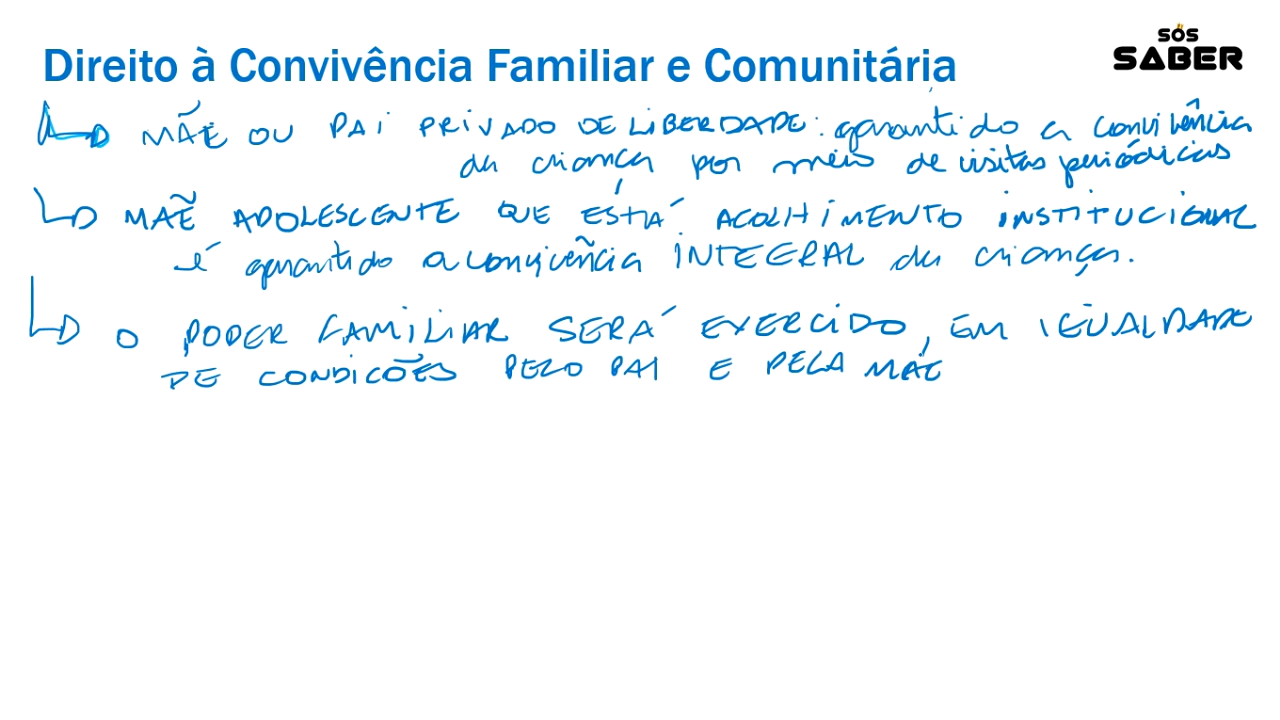 Direito à Convivência Familiar e Comunitária
SÓS
SABER
MÃE OU PAI PRIVADO DE LIBERDADE: garantido a convivência
da criança por meio de visitas periódicas
MÃE ADOLESCENTE QUE ESTÁ ACOLHIMENTO INSTITUCIONAL
é garantido a convivência INTEGRAL da criança.
O PODER FAMILIAR SERÁ EXERCIDO, EM IGUALDADE
DE CONDICÕES PELO PAI E PELA MÃE